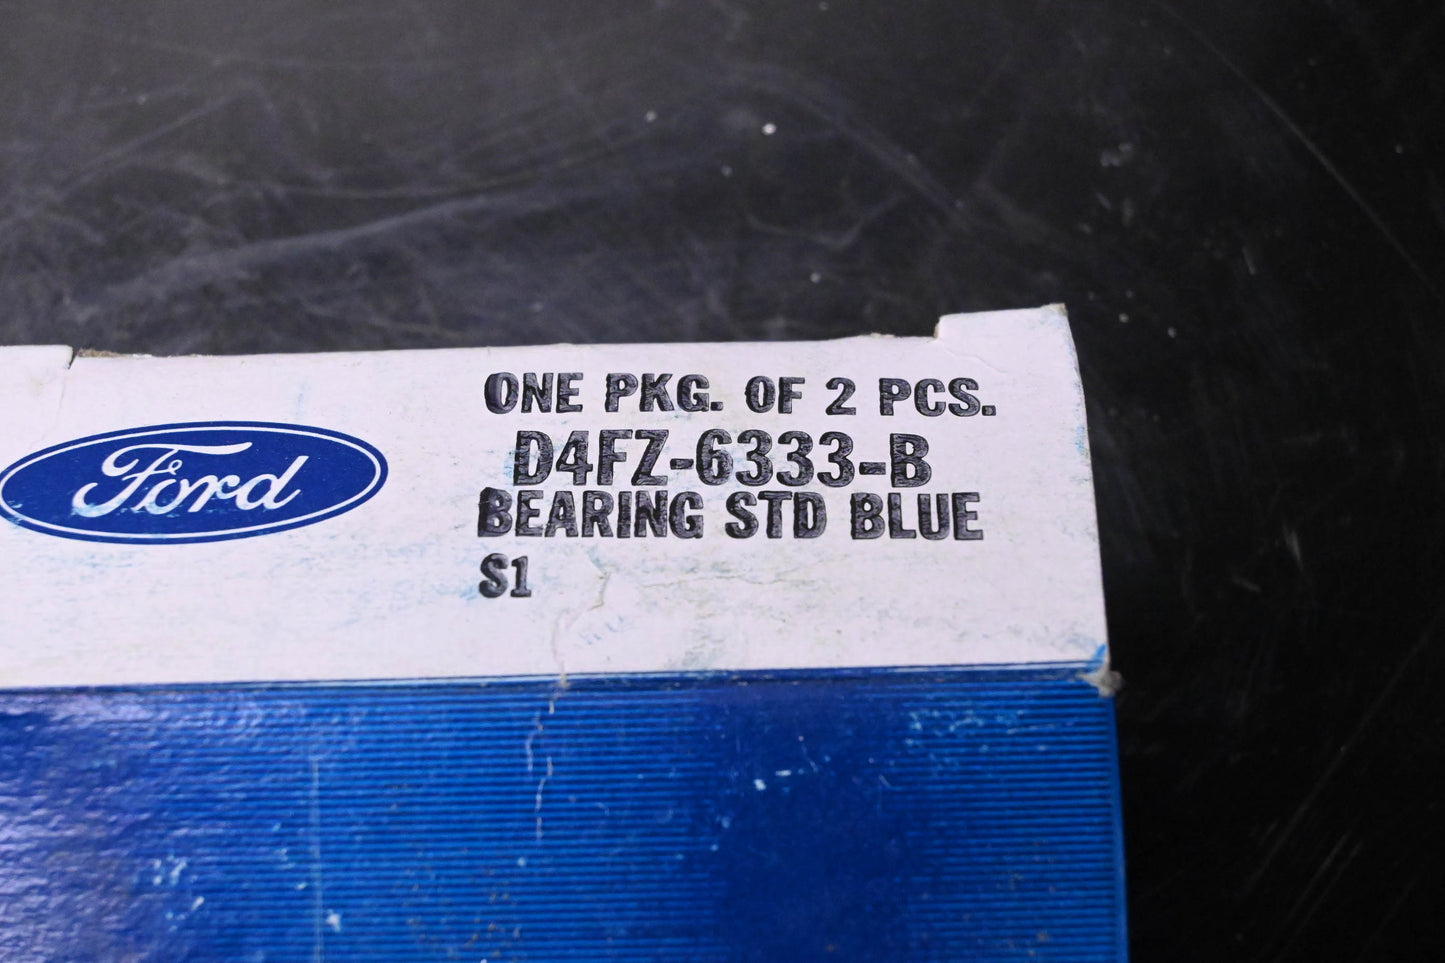 Ford
ONE PKG. OF 2 PCS.
D4FZ-6333-B
BEARING STD BLUE
S1